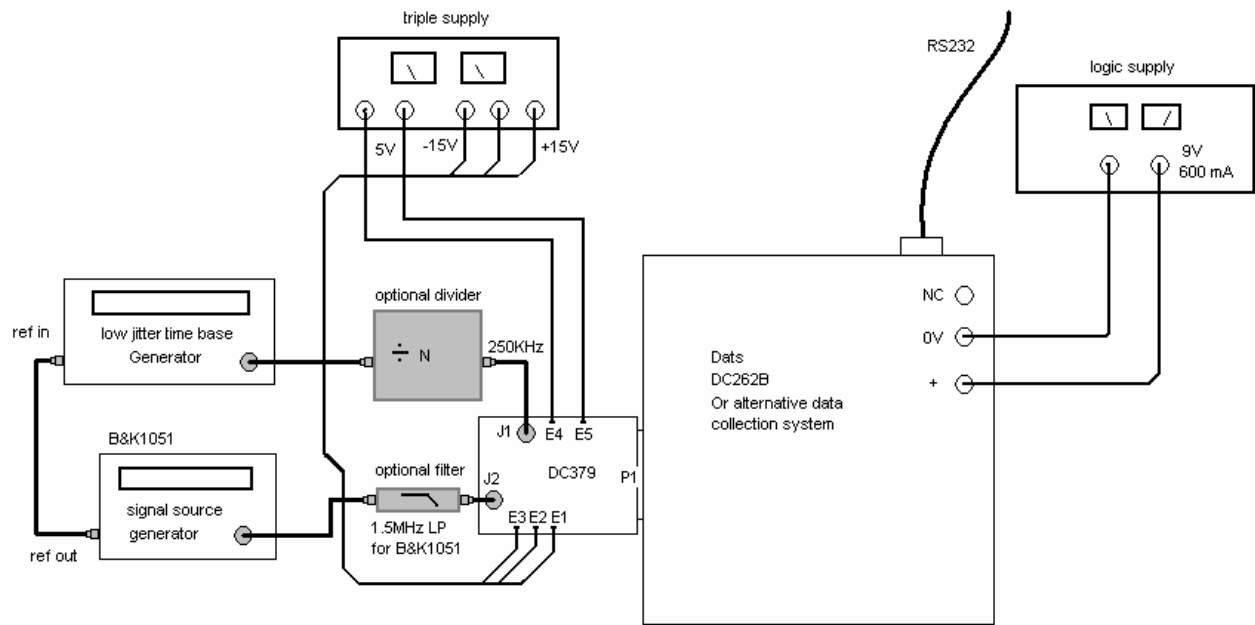 triple supply
5V
-15V
+15V
RS232
logic supply
9V
600 mA
ref in
low jitter time base
Generator
optional divider
÷ N
250KHz
NC
0V
+
Dats
DC262B
Or alternative data
collection system
B&K1051
signal source
generator
ref out
optional filter
1.5MHz LP
for B&K1051
J1
E4
E5
DC379
P1
J2
E3
E2
E1